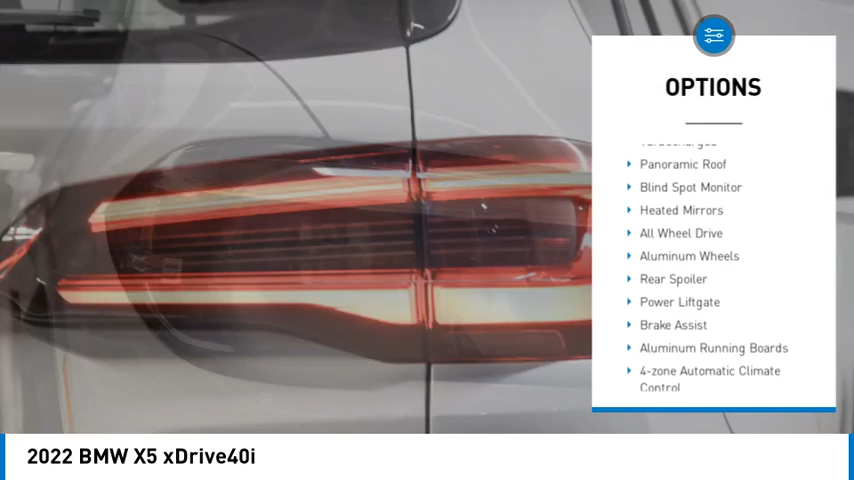 OPTIONS
Turbocharged
Panoramic Roof
Blind Spot Monitor
Heated Mirrors
All Wheel Drive
Aluminum Wheels
Rear Spoiler
Power Liftgate
Brake Assist
Aluminum Running Boards
4-zone Automatic Climate
Control
2022 BMW X5 xDrive40i